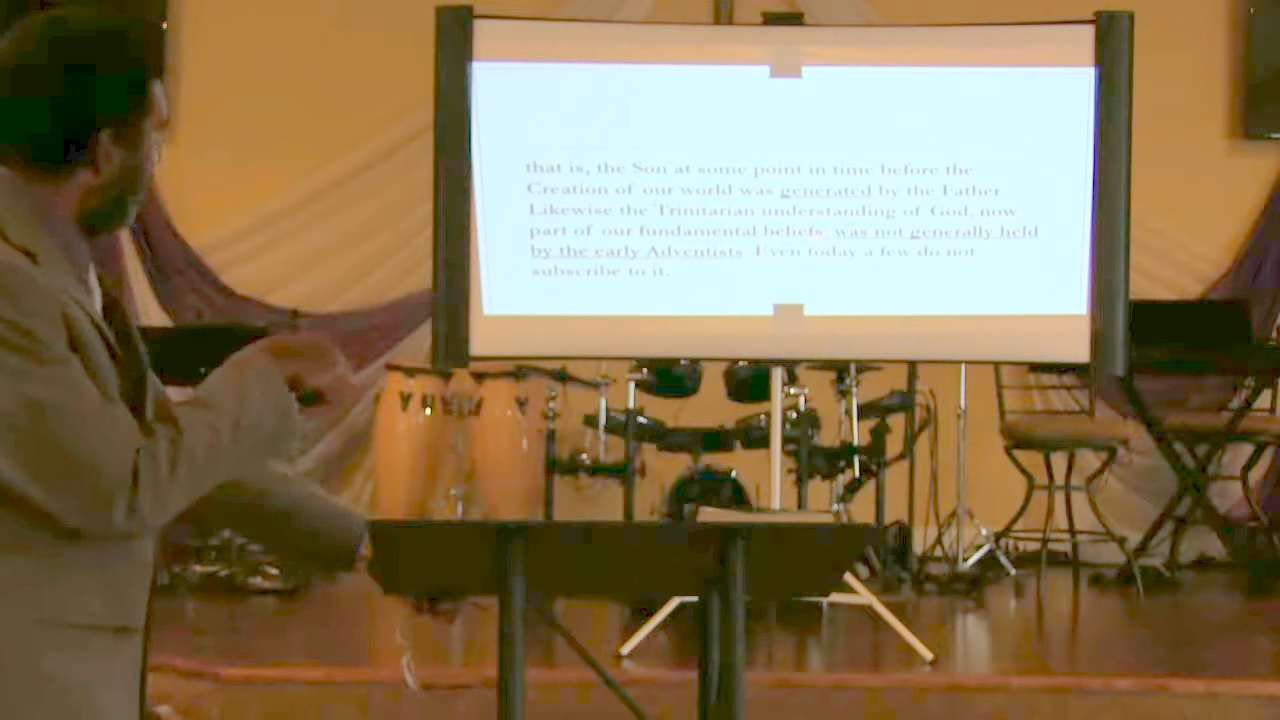 that is, the Son at some point in time before the
Creation of our world was generated by the Father
Likewise the Trinitarian understanding of God, now
part of our fundamental beliefs, was not generally held
by the early Adventists. Even today a few do not
subscribe to it.